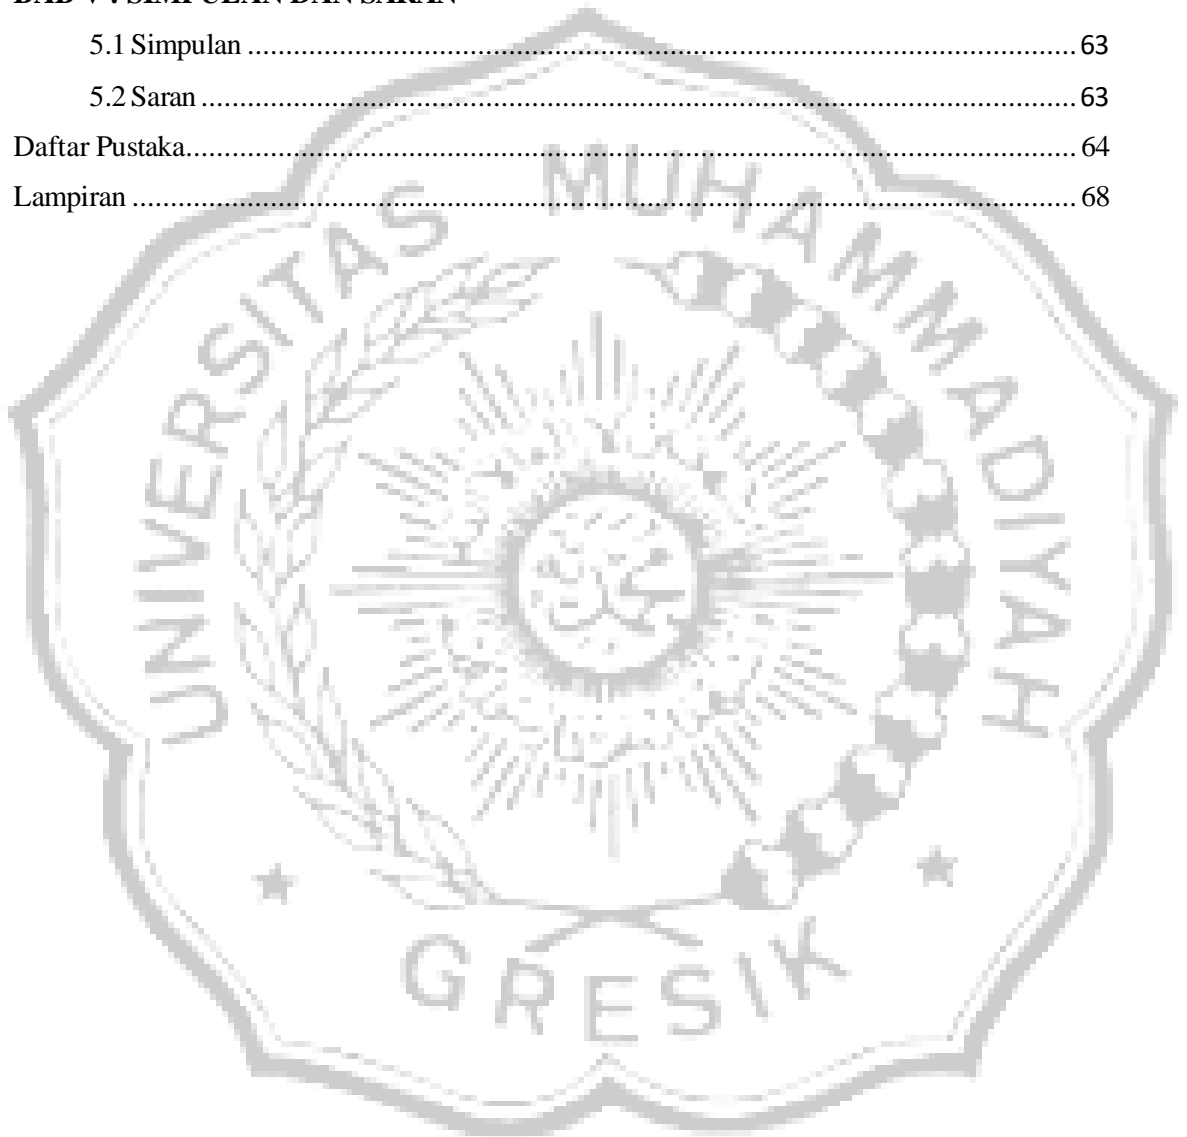 BAB V : SIMPULAN DAN SARAN
5.1 Simpulan ........................................................................................................... 63
5.2 Saran ................................................................................................................. 63
Daftar Pustaka................................................................................................................... 64
Lampiran .......................................................................................................................... 68
UNIVERSITAS MUHAMMADIYAH
GRESIK